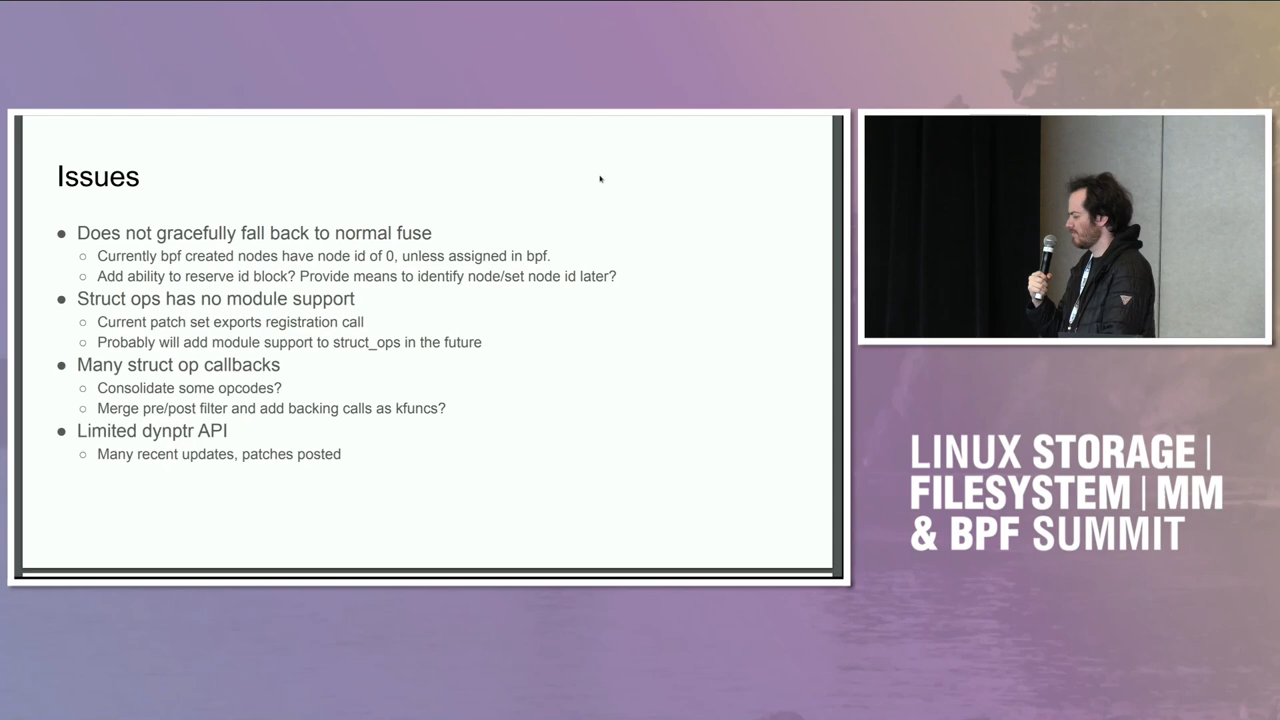 Issues
● Does not gracefully fall back to normal fuse
○ Currently bpf created nodes have node id of 0, unless assigned in bpf.
○ Add ability to reserve id block? Provide means to identify node/set node id later?
● Struct ops has no module support
○ Current patch set exports registration call
○ Probably will add module support to struct_ops in the future
● Many struct op callbacks
○ Consolidate some opcodes?
○ Merge pre/post filter and add backing calls as kfuncs?
● Limited dynptr API
○ Many recent updates, patches posted
LINUX STORAGE |
FILESYSTEM | MM
& BPF SUMMIT